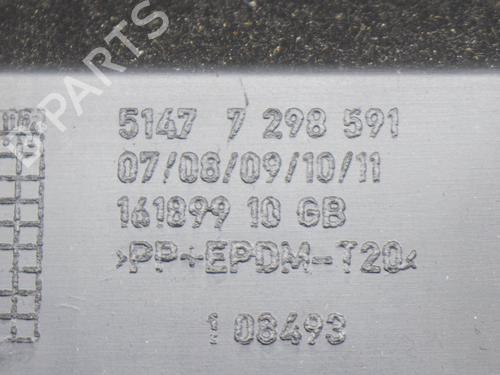 B PARTS
5147 7 298 591
07/08/09/10/11
161899 10 GB
>PP+EPDM-T20<
1 08493